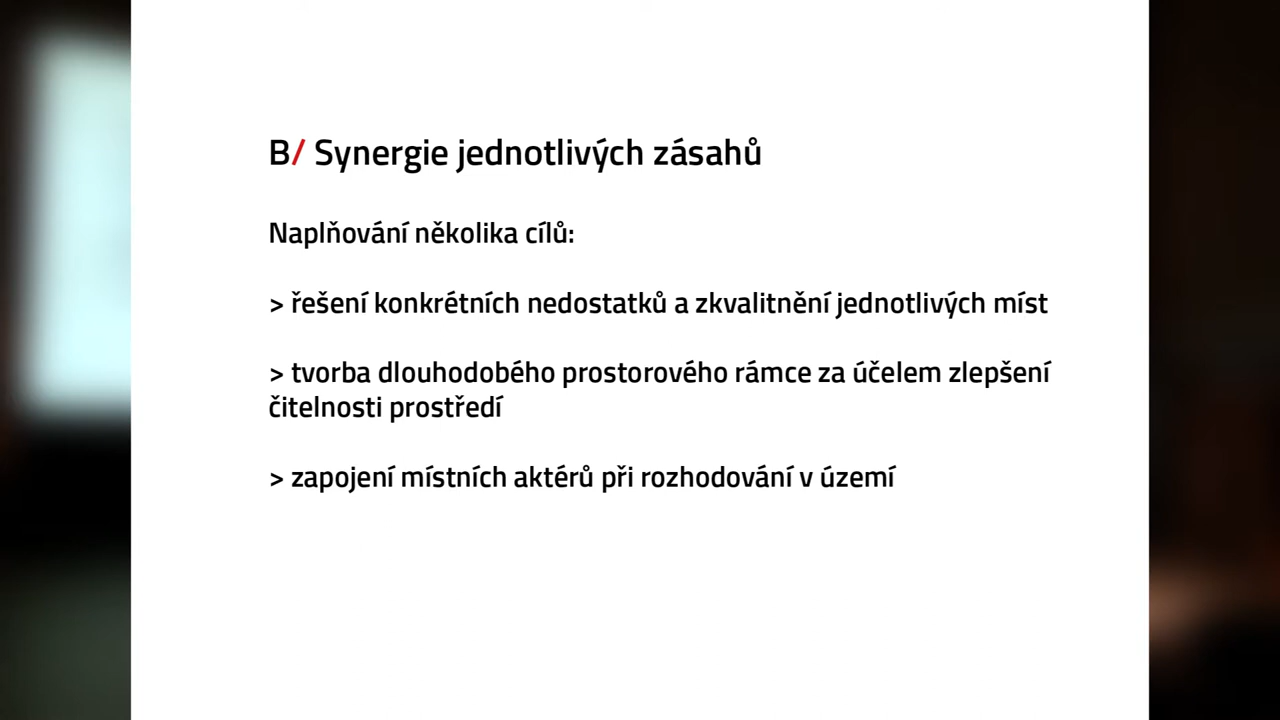 B/ Synergie jednotlivých zásahů
Naplňování několika cílů:
> řešení konkrétních nedostatků a zkvalitnění jednotlivých míst
> tvorba dlouhodobého prostorového rámce za účelem zlepšení
čitelnosti prostředí
> zapojení místních aktérů při rozhodování v území